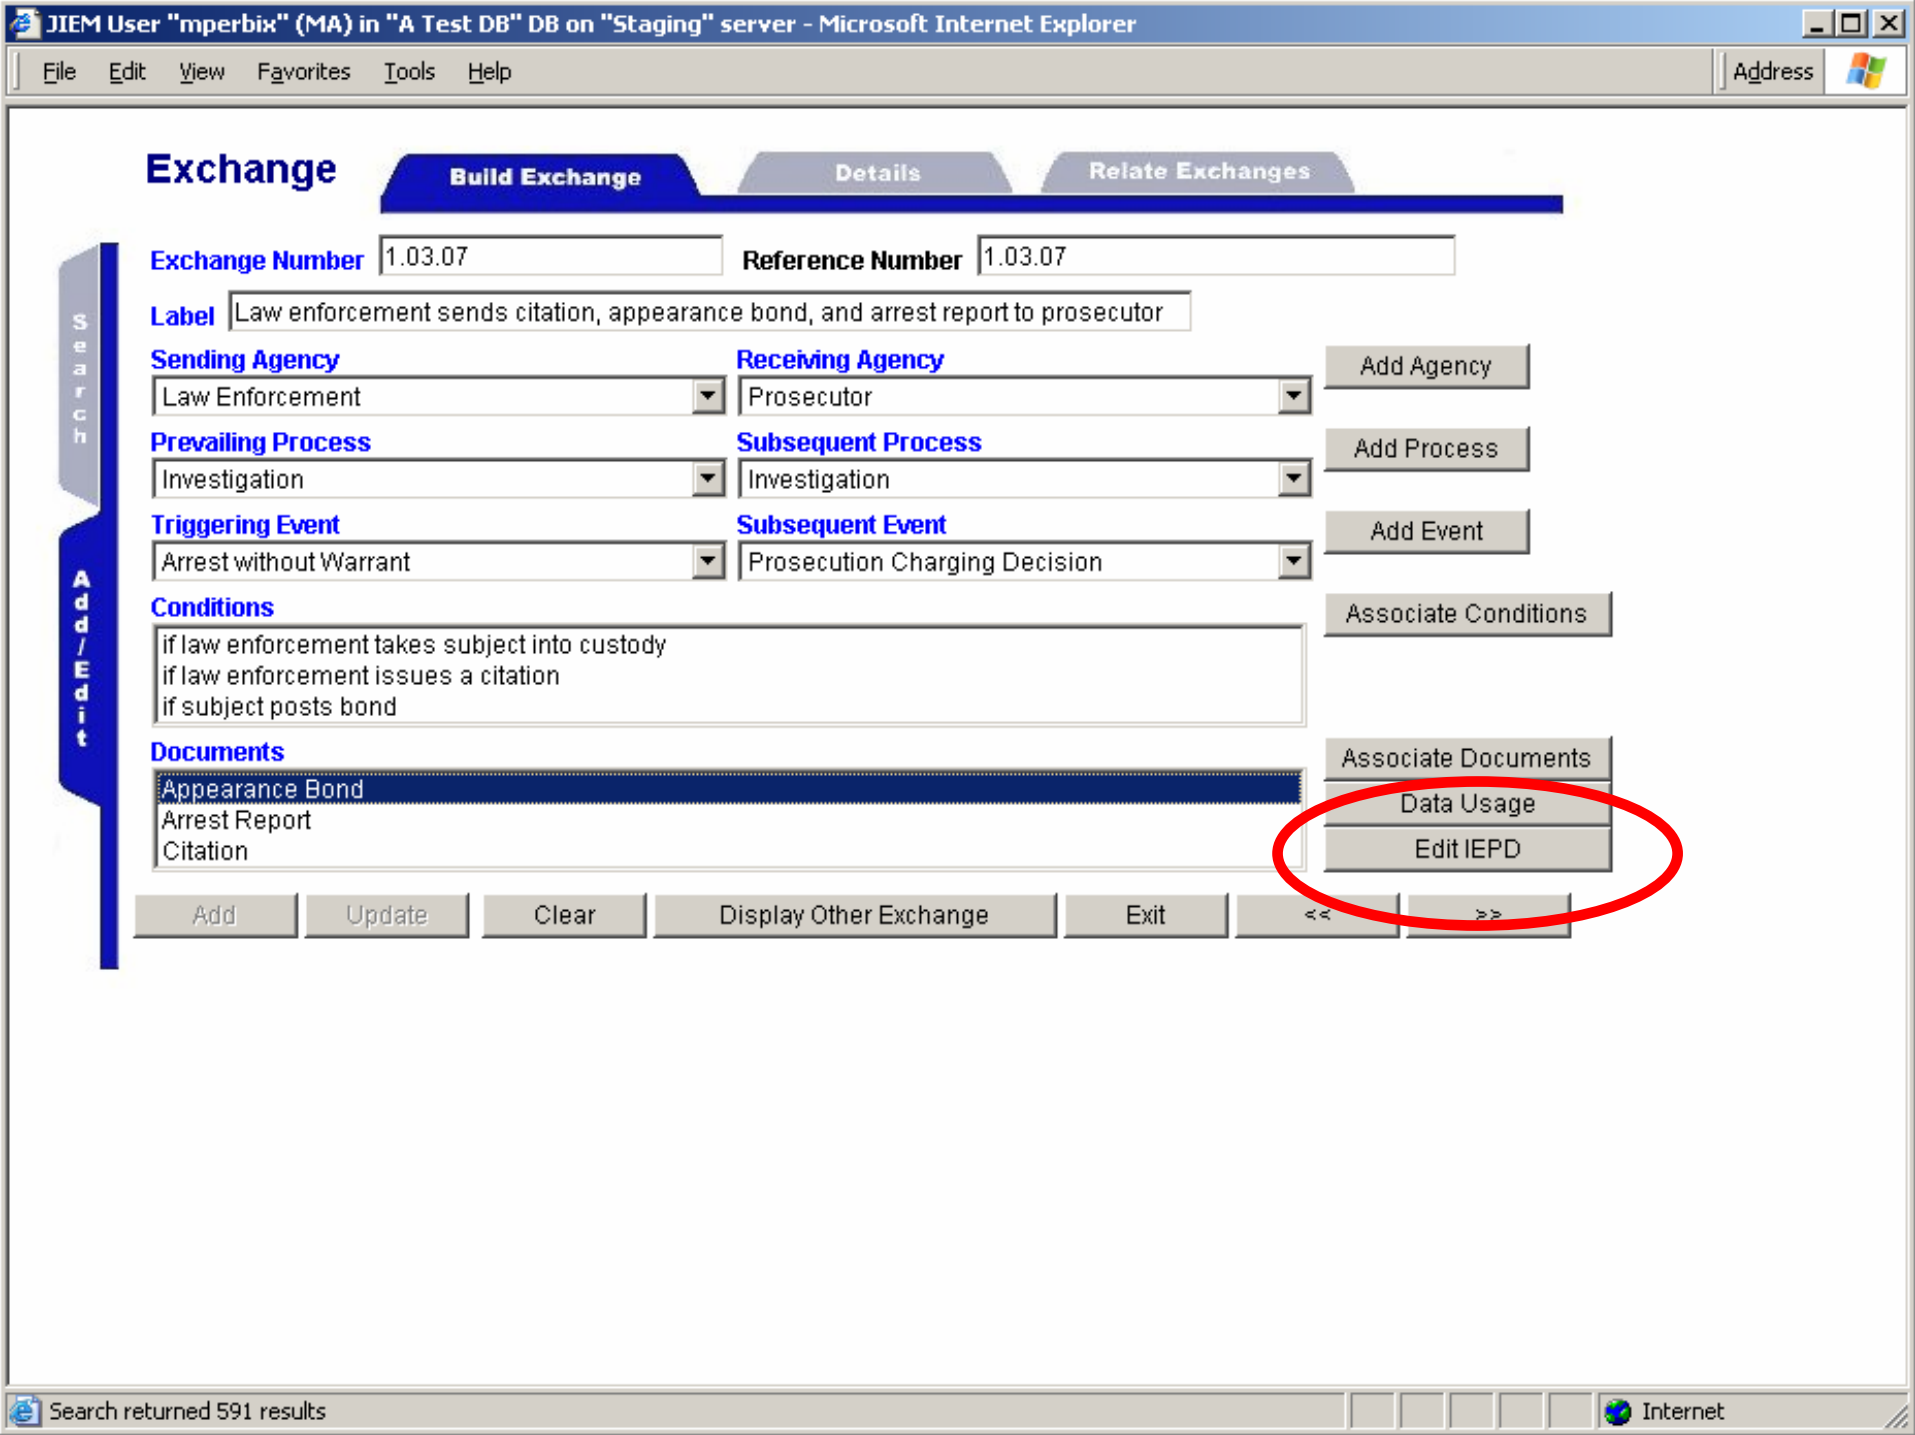 JIEM User "mperbix" (MA) in "A Test DB" DB on "Staging" server - Microsoft Internet Explorer
File Edit View Favorites Tools Help Address
Exchange Build Exchange Details Relate Exchanges
Search
Add/Edit
Exchange Number 1.03.07 Reference Number 1.03.07
Label Law enforcement sends citation, appearance bond, and arrest report to prosecutor
Sending Agency Receiving Agency Add Agency
Law Enforcement Prosecutor
Prevailing Process Subsequent Process Add Process
Investigation Investigation
Triggering Event Subsequent Event Add Event
Arrest without Warrant Prosecution Charging Decision
Conditions Associate Conditions
if law enforcement takes subject into custody
if law enforcement issues a citation
if subject posts bond
Documents Associate Documents
Appearance Bond Data Usage
Arrest Report
Citation Edit IEPD
Add Update Clear Display Other Exchange Exit << >>
Search returned 591 results Internet